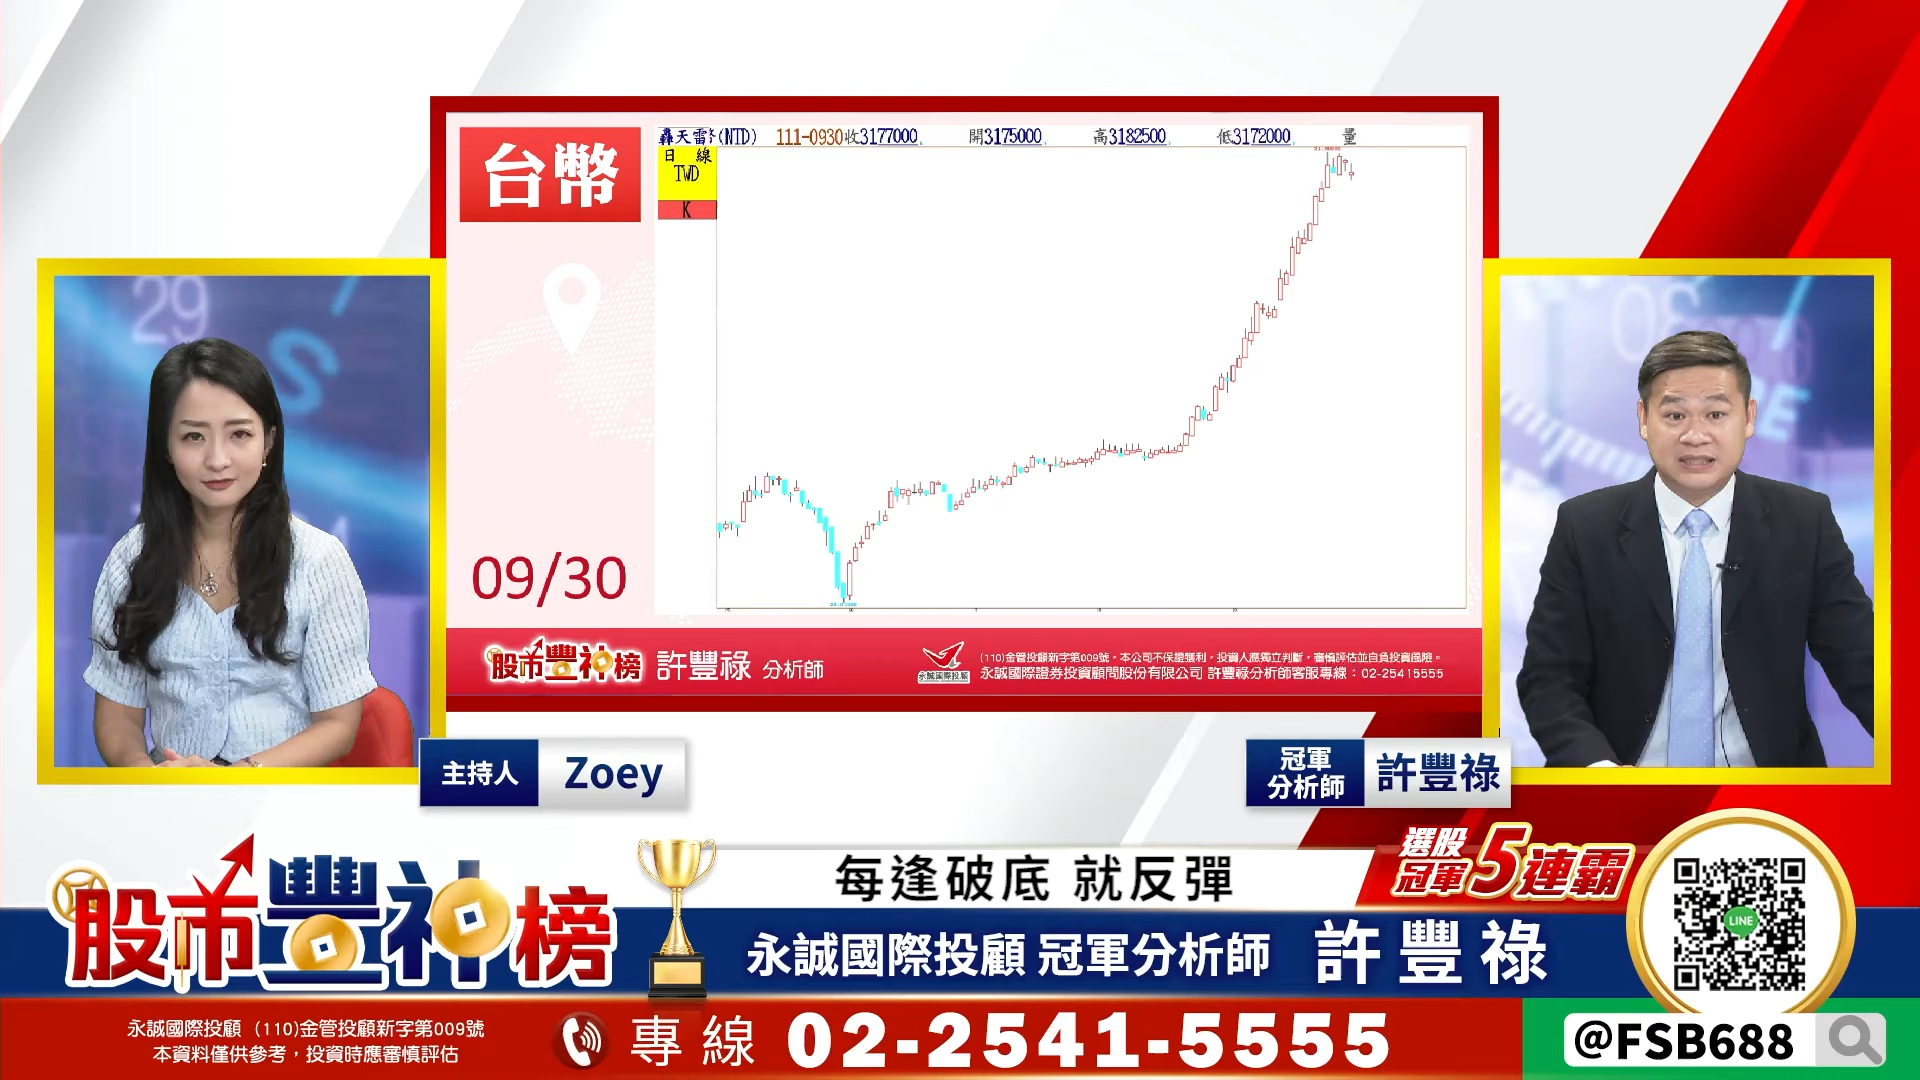 台幣
轟天雷 (NTD) 111-0930收3177000 開3175000 高3182500 低3172000 量
日 線
TWD
K
09/30
股市豐神榜 許豐祿 分析師
永誠國際投顧
(110)金管投顧新字第009號，本公司不保證獲利，投資人應獨立判斷，審慎評估並自負投資風險。
永誠國際證券投資顧問股份有限公司 許豐祿分析師客服專線：02-25415555
主持人 Zoey
冠軍
分析師 許豐祿
股市豐神榜
每逢破底 就反彈
選股
冠軍 5連霸
永誠國際投顧 冠軍分析師 許豐祿
LINE
永誠國際投顧 (110)金管投顧新字第009號
本資料僅供參考，投資時應審慎評估
專線 02-2541-5555
@FSB688